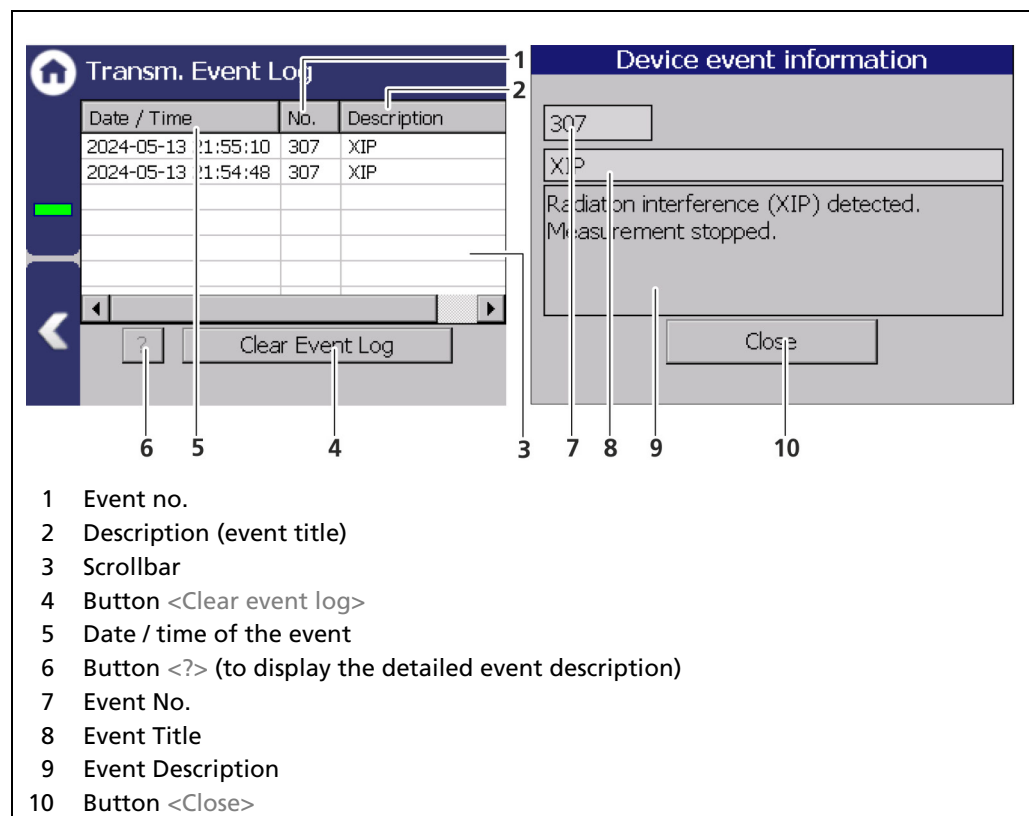 Transm. Event Log
Date / Time No. Description
2024-05-13 21:55:10 307 XIP
2024-05-13 21:54:48 307 XIP
? Clear Event Log
1
2
3
6 5 4
Device event information
307
XIP
Radiation interference (XIP) detected.
Measurement stopped.
Close
7 8 9 10
1 Event no.
2 Description (event title)
3 Scrollbar
4 Button <Clear event log>
5 Date / time of the event
6 Button <?> (to display the detailed event description)
7 Event No.
8 Event Title
9 Event Description
10 Button <Close>